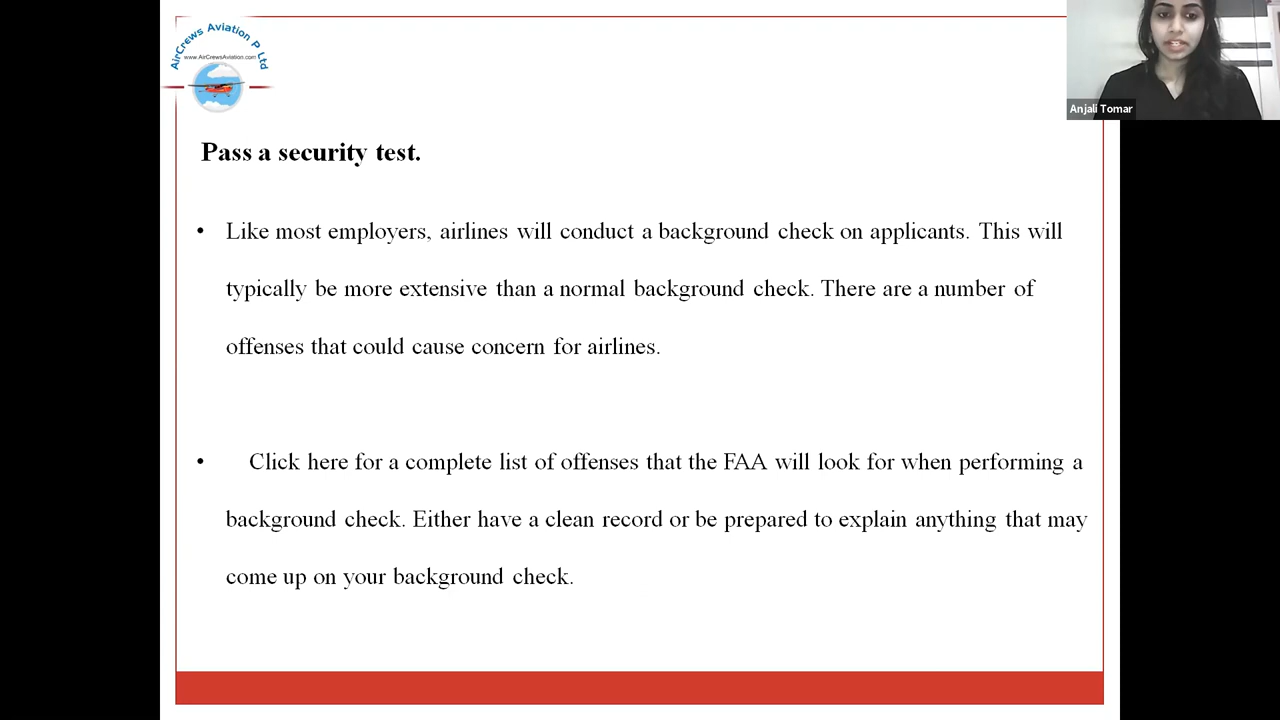 AirCrews Aviation P Ltd
www.AirCrewsAviation.com
Anjali Tomar
Pass a security test.
• Like most employers, airlines will conduct a background check on applicants. This will
typically be more extensive than a normal background check. There are a number of
offenses that could cause concern for airlines.
• Click here for a complete list of offenses that the FAA will look for when performing a
background check. Either have a clean record or be prepared to explain anything that may
come up on your background check.